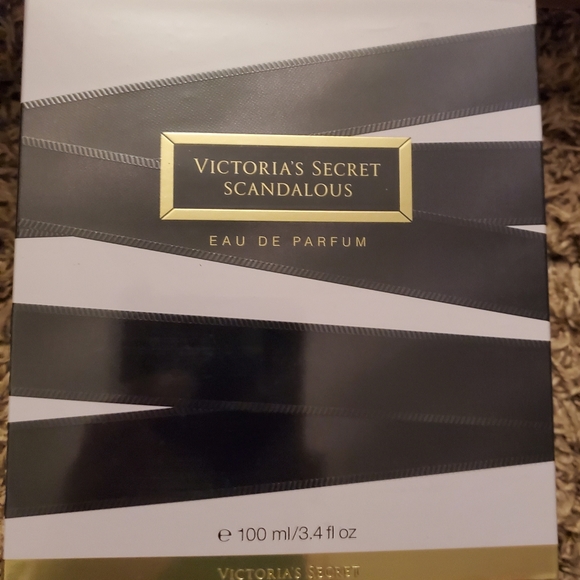 VICTORIA'S SECRET
SCANDALOUS
EAU DE PARFUM
℮ 100 ml/3.4 fl oz
VICTORIA'S SECRET